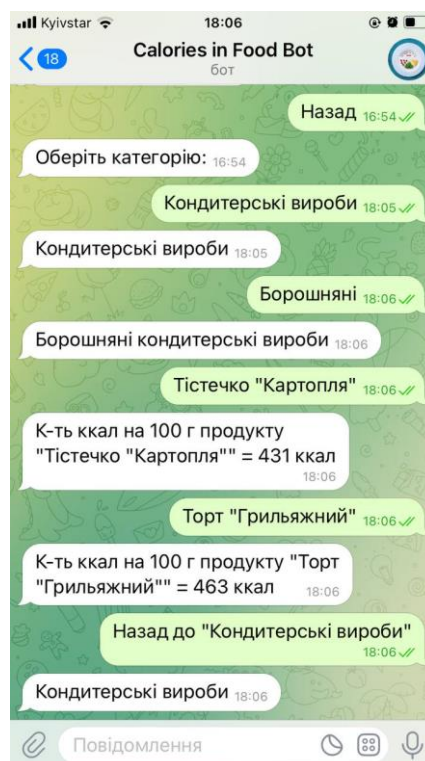 Kyivstar 18:06
18 Calories in Food Bot
бот
Назад 16:54
Оберіть категорію: 16:54
Кондитерські вироби 18:05
Кондитерські вироби 18:05
Борошняні 18:06
Борошняні кондитерські вироби 18:06
Тістечко "Картопля" 18:06
К-ть ккал на 100 г продукту
"Тістечко "Картопля"" = 431 ккал
18:06
Торт "Грильяжний" 18:06
К-ть ккал на 100 г продукту "Торт
"Грильяжний"" = 463 ккал 18:06
Назад до "Кондитерські вироби"
18:06
Кондитерські вироби 18:06
Повідомлення